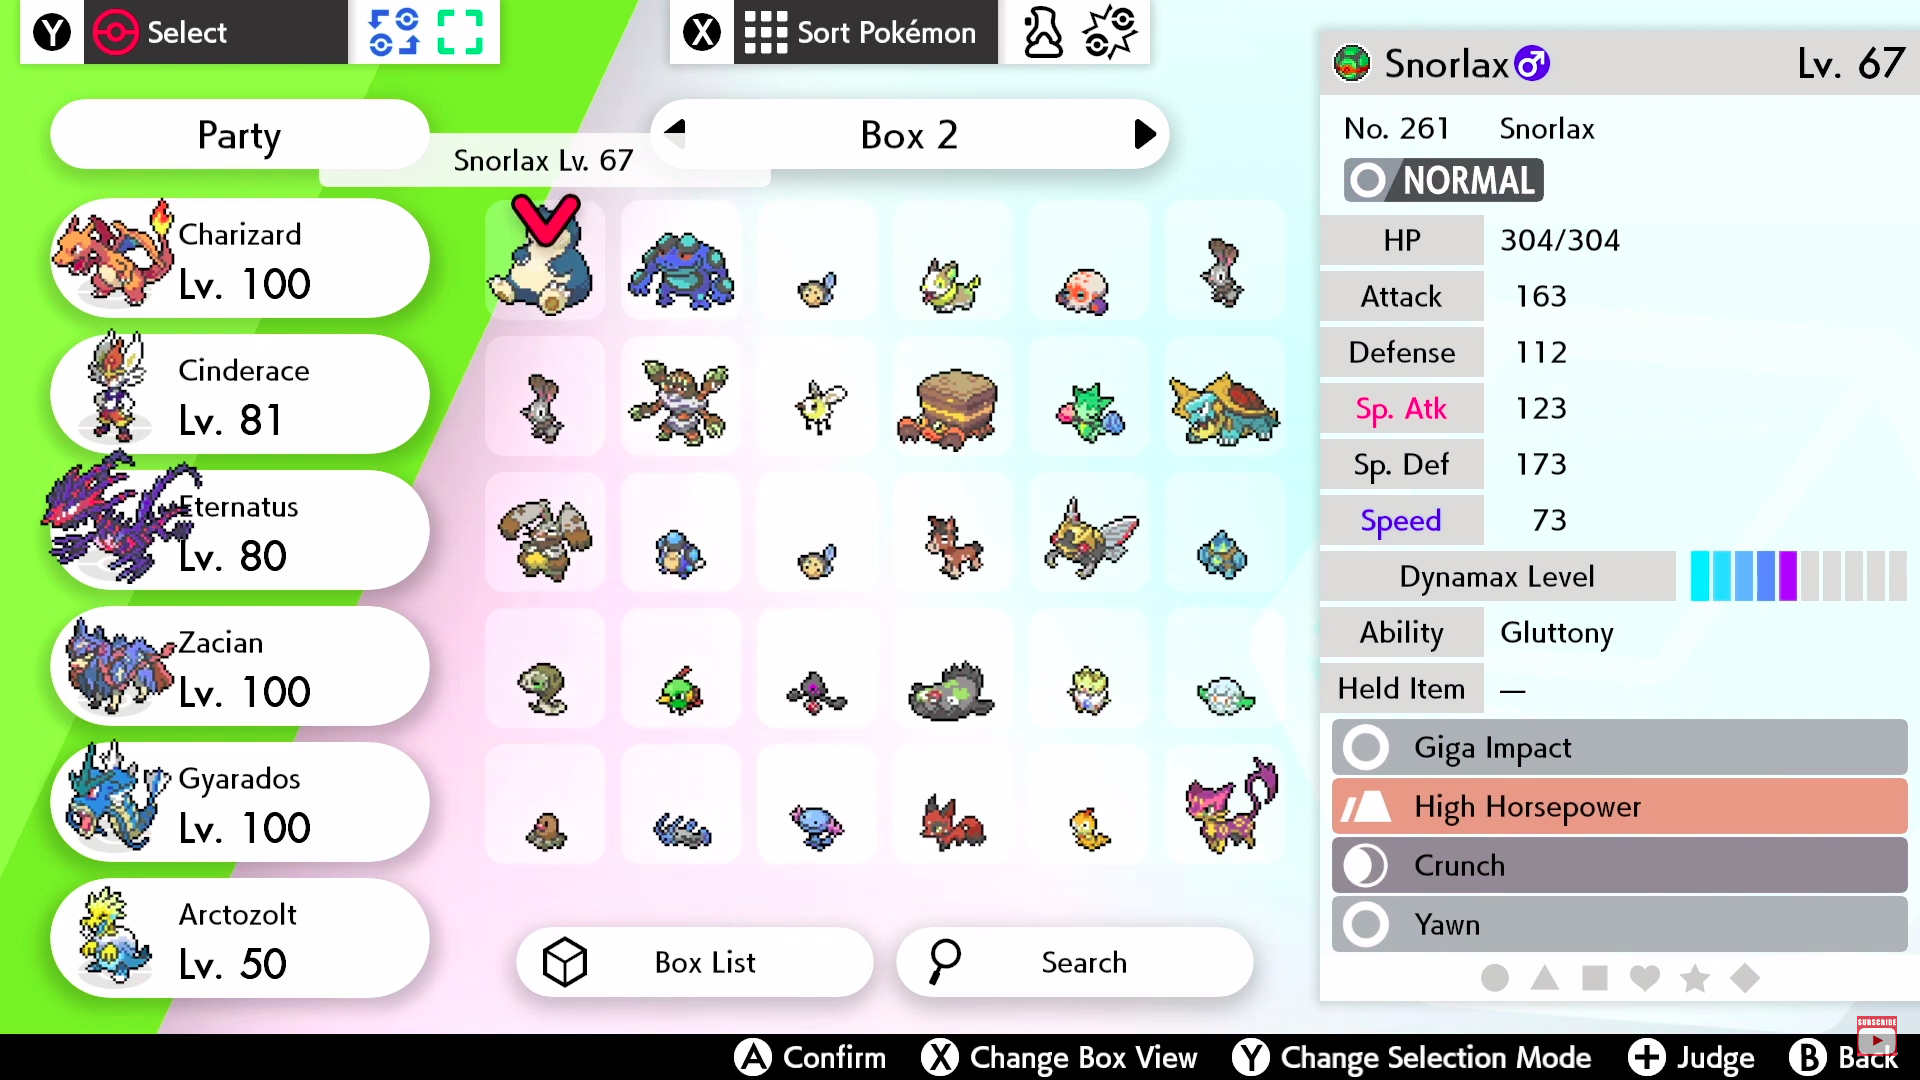 Y Select
X Sort Pokémon
Party
Charizard
Lv. 100
Cinderace
Lv. 81
Eternatus
Lv. 80
Zacian
Lv. 100
Gyarados
Lv. 100
Arctozolt
Lv. 50
Box 2
Snorlax Lv. 67
Box List
Search
Snorlax ♂ Lv. 67
No. 261 Snorlax
NORMAL
HP 304/304
Attack 163
Defense 112
Sp. Atk 123
Sp. Def 173
Speed 73
Dynamax Level
Ability Gluttony
Held Item —
Giga Impact
High Horsepower
Crunch
Yawn
SUBSCRIBE
A Confirm X Change Box View Y Change Selection Mode + Judge B Back